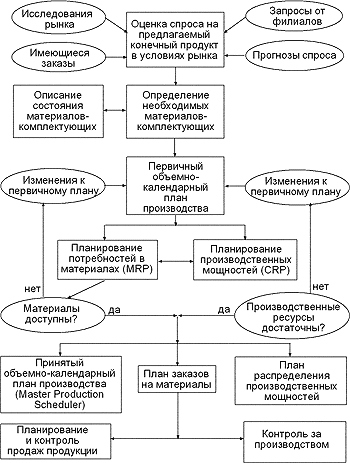 Исследования
рынка
Имеющиеся
заказы
Оценка спроса на
предлагаемый
конечный продукт
в условиях рынка
Запросы от
филиалов
Прогнозы спроса
Описание
состояния
материалов-
комплектующих
Определение
необходимых
материалов-
комплектующих
Изменения к
первичному плану
Первичный
объемно-
календарный
план
производства
Изменения к
первичному плану
Планирование
потребностей в
материалах (MRP)
Планирование
производственных
мощностей (CRP)
нет
нет
Материалы
доступны?
да
да
Производственные
ресурсы
достаточны?
Принятый
объемно-календарный
план производства
(Master Production
Scheduler)
План заказов
на материалы
План
распределения
производственных
мощностей
Планирование
и контроль
продаж продукции
Контроль за
производством